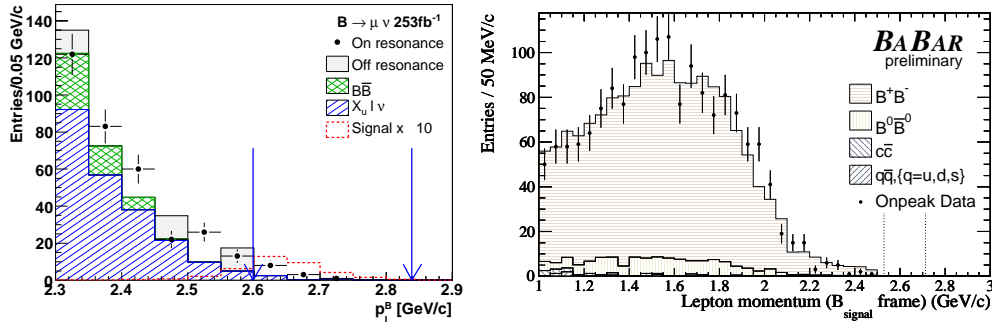 Entries/0.05 GeV/c
140
120
100
80
60
40
20
0
B → μ ν 253fb⁻¹
On resonance
Off resonance
BB̅
Xᵤ l ν
Signal x 10
2.3 2.4 2.5 2.6 2.7 2.8 2.9
pₗᴮ [GeV/c]
Entries / 50 MeV/c
100
80
60
40
20
0
BABAR
preliminary
B⁺B⁻
B⁰B̅⁰
cc̅
qq̅,{q=u,d,s}
Onpeak Data
1 1.2 1.4 1.6 1.8 2 2.2 2.4 2.6 2.8 3
Lepton momentum (B_signal frame) (GeV/c)